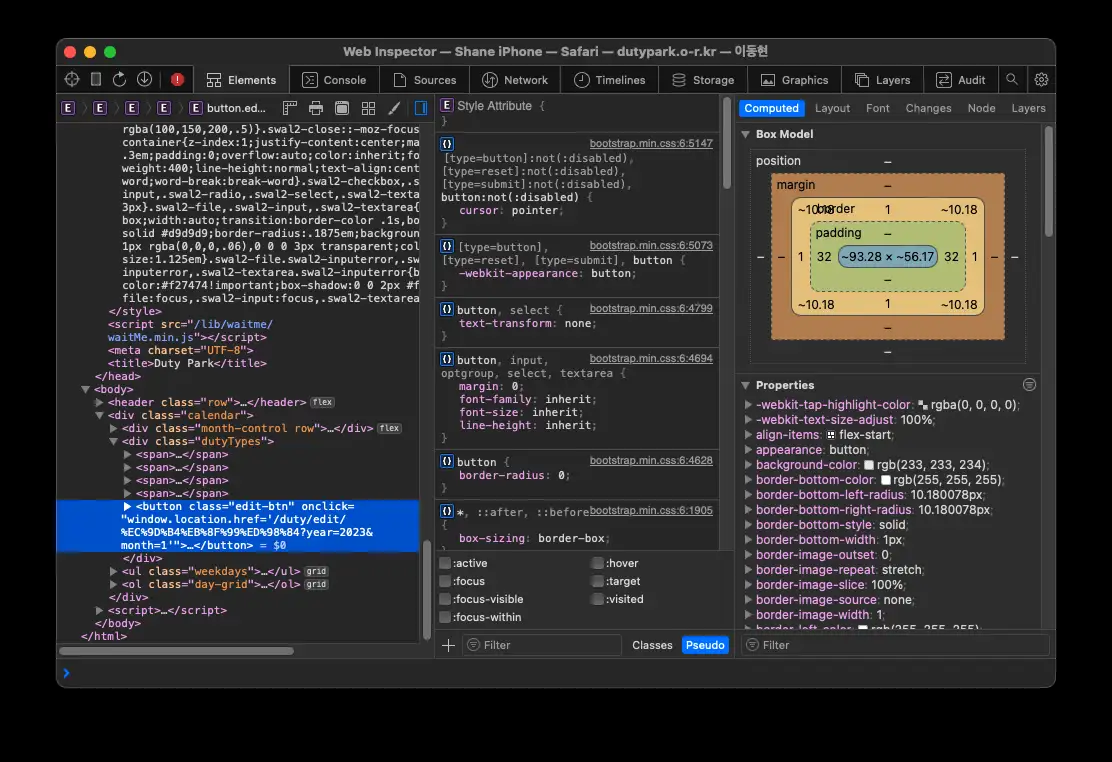 Web Inspector — Shane iPhone — Safari — dutypark.o-r.kr — 이동현
Elements
Console
Sources
Network
Timelines
Storage
Graphics
Layers
Audit
E E E E E button.ed…
rgba(100,150,200,.5)}.swal2-close::-moz-focus
container{z-index:1;justify-content:center;ma
.3em;padding:0;overflow:auto;color:inherit;fo
weight:400;line-height:normal;text-align:cent
word;word-break:break-word}.swal2-checkbox,.s
input,.swal2-radio,.swal2-select,.swal2-texta
3px}.swal2-file,.swal2-input,.swal2-textarea{
box;width:auto;transition:border-color .1s,bo
solid #d9d9d9;border-radius:.1875em;backgroun
1px rgba(0,0,0,.06),0 0 0 3px transparent;col
size:1.125em}.swal2-file.swal2-inputerror,.sw
inputerror,.swal2-textarea.swal2-inputerror{b
color:#f27474!important;box-shadow:0 0 2px #f
file:focus,.swal2-input:focus,.swal2-textarea
</style>
<script src="/lib/waitme/
waitMe.min.js"></script>
<meta charset="UTF-8">
<title>Duty Park</title>
</head>
<body>
<header class="row">…</header> flex
<div class="calendar">
<div class="month-control row">…</div> flex
<div class="dutyTypes">
<span>…</span>
<span>…</span>
<span>…</span>
<span>…</span>
<button class="edit-btn" onclick=
"window.location.href='/duty/edit/
%EC%9D%B4%EB%8F%99%ED%98%84?year=2023&
month=1'">…</button> = $0
</div>
<ul class="weekdays">…</ul> grid
<ol class="day-grid">…</ol> grid
</div>
<script>…</script>
</body>
</html>
E Style Attribute {
}
bootstrap.min.css:6:5147
[type=button]:not(:disabled),
[type=reset]:not(:disabled),
[type=submit]:not(:disabled),
button:not(:disabled) {
cursor: pointer;
}
[type=button], bootstrap.min.css:6:5073
[type=reset], [type=submit], button {
-webkit-appearance: button;
}
button, select { bootstrap.min.css:6:4799
text-transform: none;
}
button, input, bootstrap.min.css:6:4694
optgroup, select, textarea {
margin: 0;
font-family: inherit;
font-size: inherit;
line-height: inherit;
}
button { bootstrap.min.css:6:4628
border-radius: 0;
}
*, ::after, ::before bootstrap.min.css:6:1905
{
box-sizing: border-box;
}
:active :hover
:focus :target
:focus-visible :visited
:focus-within
Filter Classes Pseudo
Computed Layout Font Changes Node Layers
Box Model
position –
margin –
~10.18 border 1 ~10.18
padding –
– – 1 32 ~93.28 × ~56.17 32 1 – –
–
~10.18 1 ~10.18
–
–
Properties
-webkit-tap-highlight-color: rgba(0, 0, 0, 0);
-webkit-text-size-adjust: 100%;
align-items: flex-start;
appearance: button;
background-color: rgb(233, 233, 234);
border-bottom-color: rgb(255, 255, 255);
border-bottom-left-radius: 10.180078px;
border-bottom-right-radius: 10.180078px;
border-bottom-style: solid;
border-bottom-width: 1px;
border-image-outset: 0;
border-image-repeat: stretch;
border-image-slice: 100%;
border-image-source: none;
border-image-width: 1;
border-left-color: rgb(255, 255, 255);
Filter